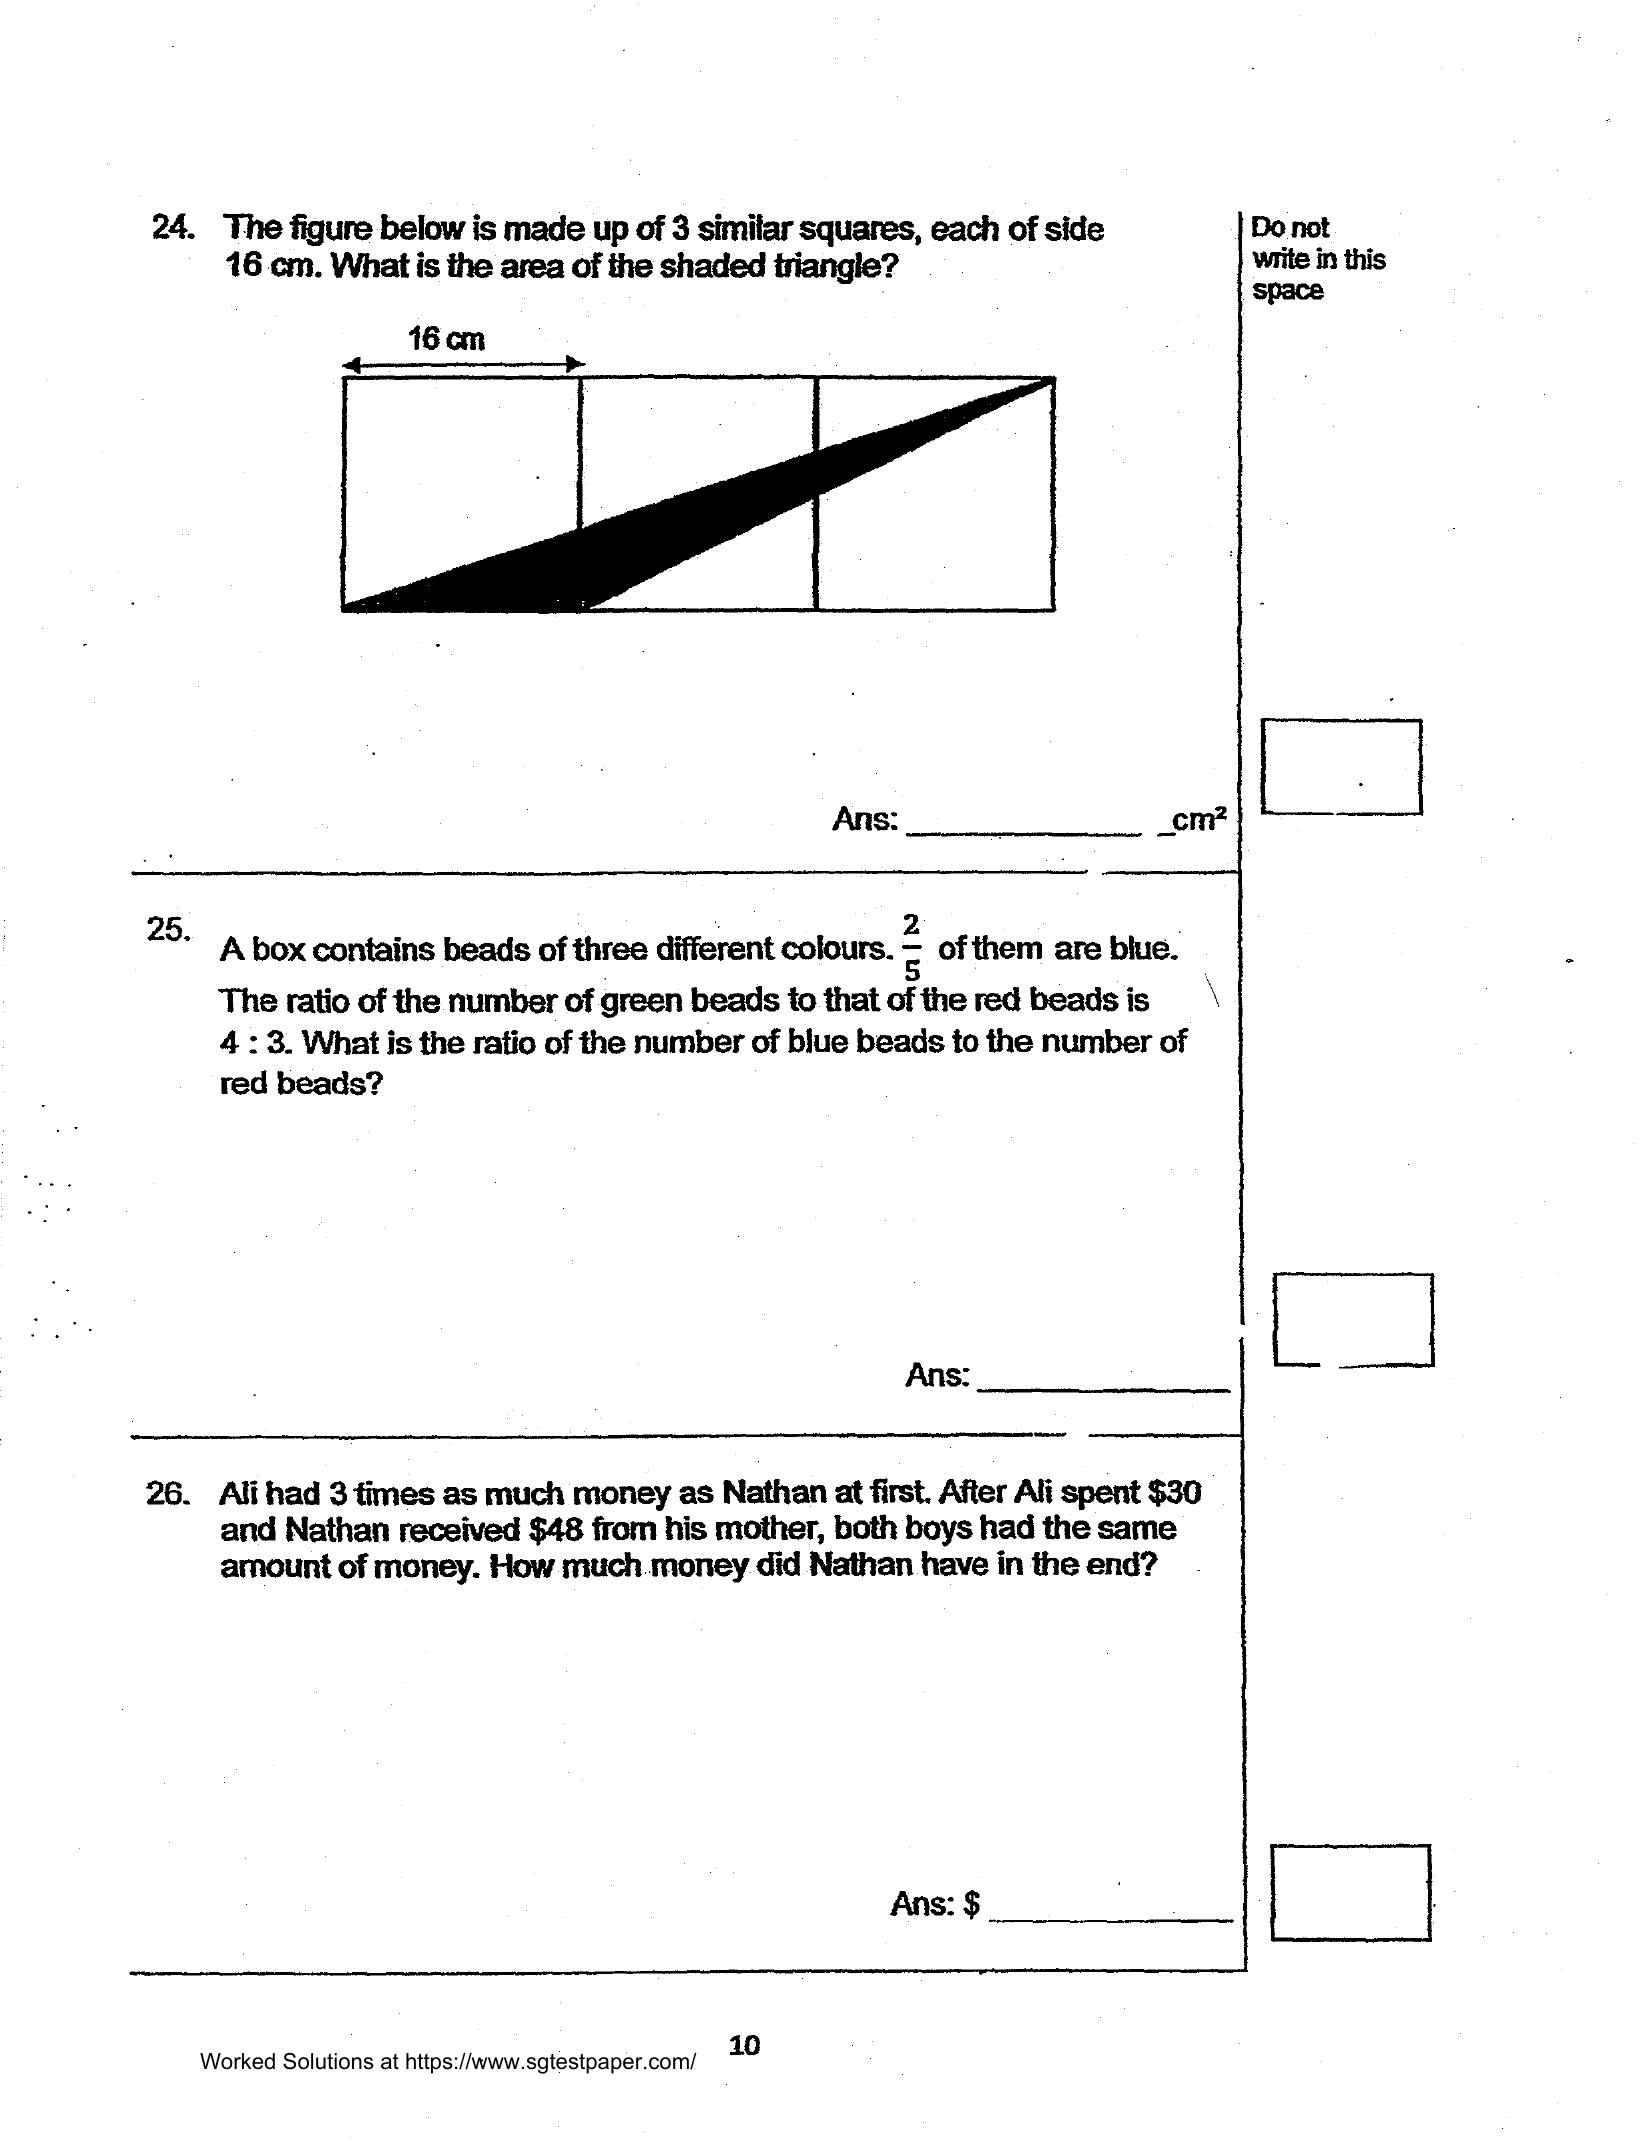 24. The figure below is made up of 3 similar squares, each of side
16 cm. What is the area of the shaded triangle?
Do not
write in this
space
16 cm
Ans: _____________ _cm²
25. A box contains beads of three different colours. 2/5 of them are blue.
The ratio of the number of green beads to that of the red beads is
4 : 3. What is the ratio of the number of blue beads to the number of
red beads?
Ans: ______________
26. Ali had 3 times as much money as Nathan at first. After Ali spent $30
and Nathan received $48 from his mother, both boys had the same
amount of money. How much money did Nathan have in the end?
Ans: $ ______________
10
Worked Solutions at https://www.sgtestpaper.com/